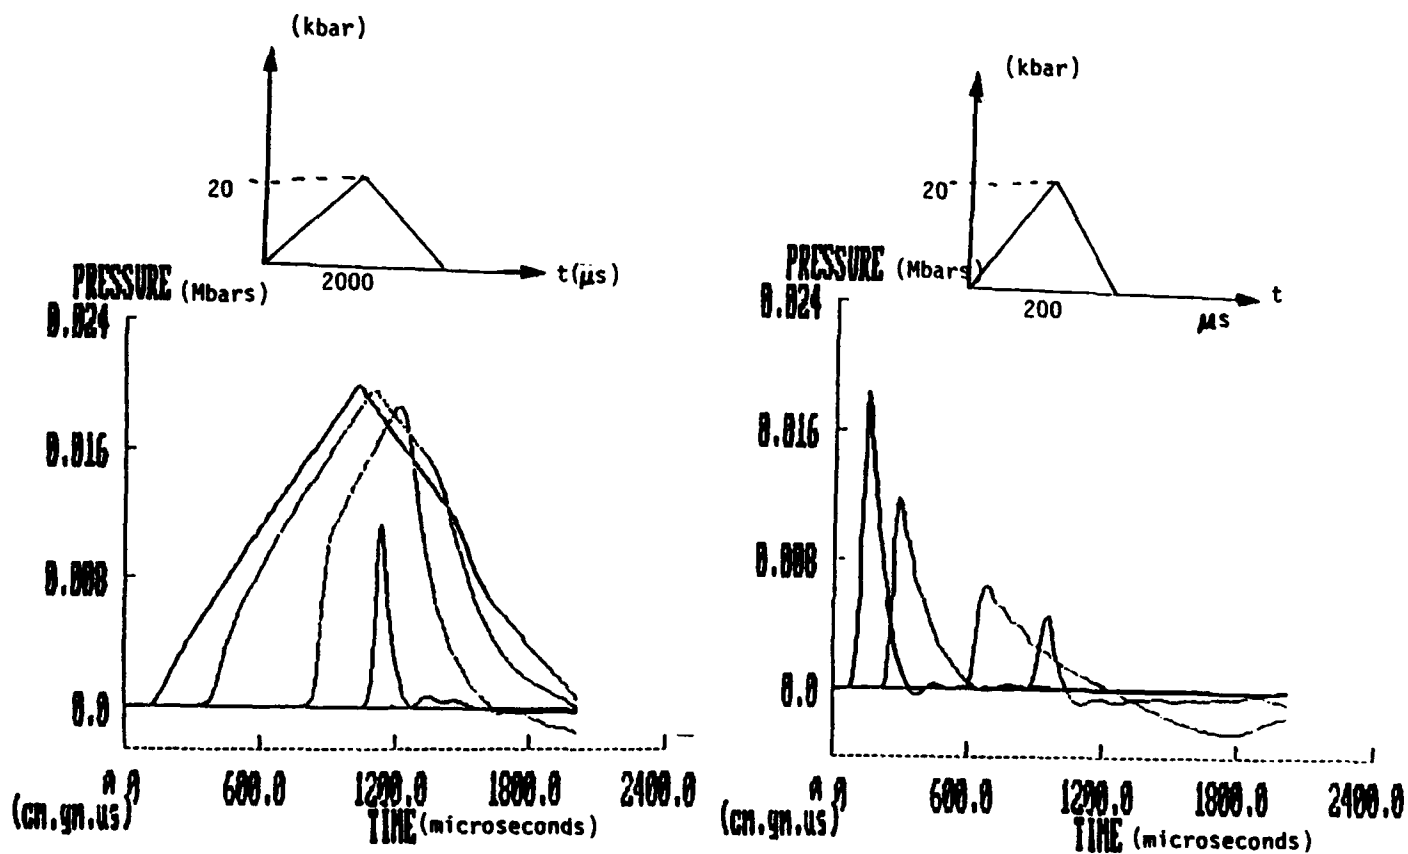 (kbar)
20
2000
t(μs)
PRESSURE (Mbars)
0.024
0.016
0.008
0.0
0.0 600.0 1200.0 1800.0 2400.0
(cm.gm.us)
TIME (microseconds)
(kbar)
20
200
t
μs
PRESSURE (Mbars)
0.024
0.016
0.008
0.0
0.0 600.0 1200.0 1800.0 2400.0
(cm.gm.us)
TIME (microseconds)